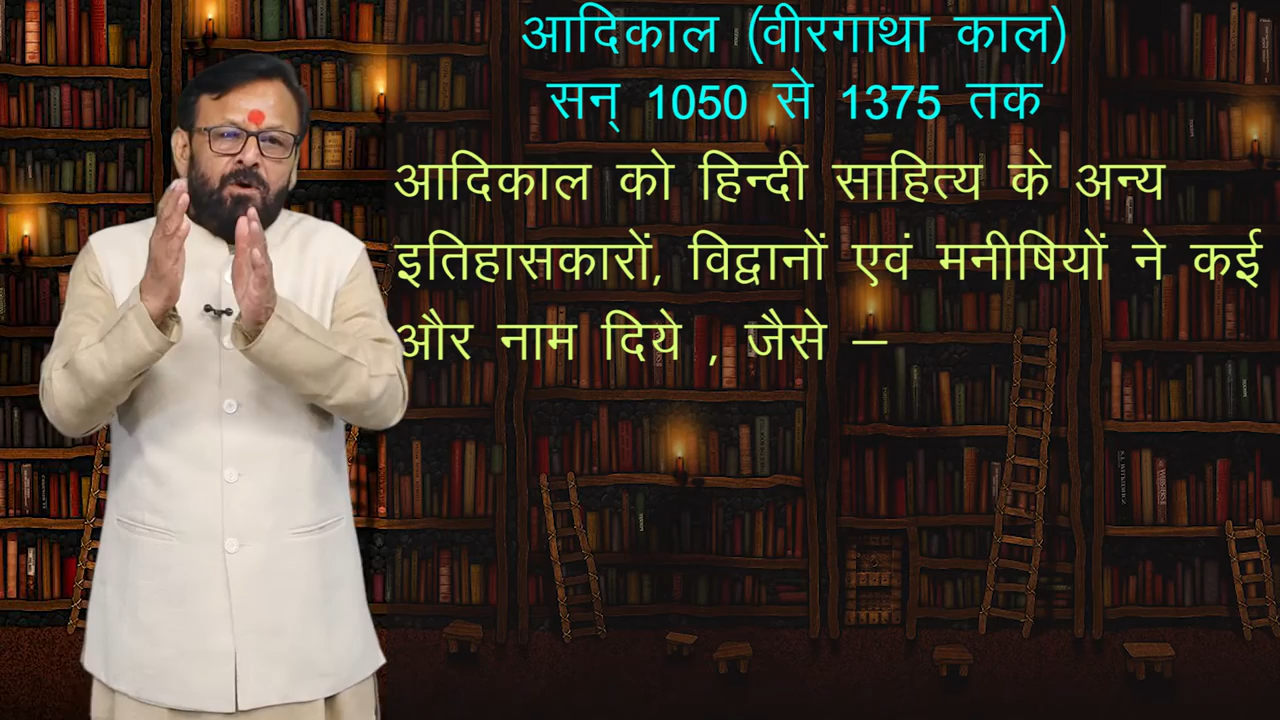 आदिकाल (वीरगाथा काल)
सन् 1050 से 1375 तक
आदिकाल को हिन्दी साहित्य के अन्य
इतिहासकारों, विद्वानों एवं मनीषियों ने कई
और नाम दिये , जैसे –